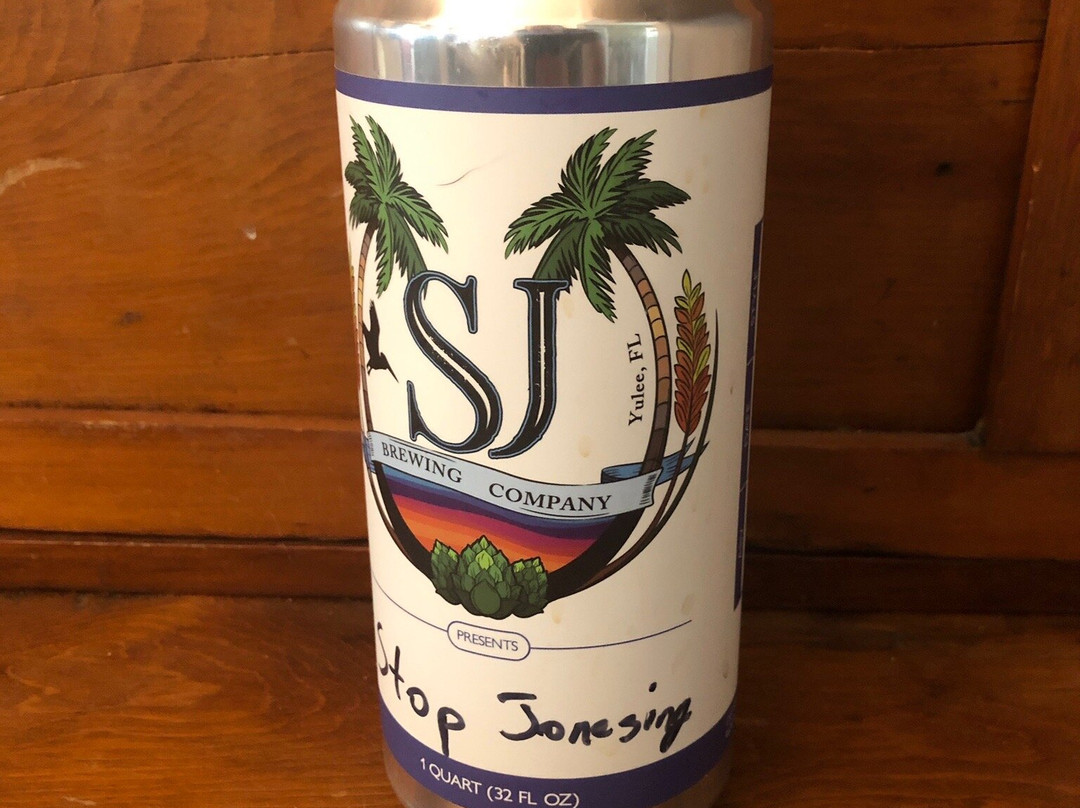 SJ
Yulee, FL
BREWING COMPANY
PRESENTS
Stop Jonesing
1 QUART (32 FL OZ)